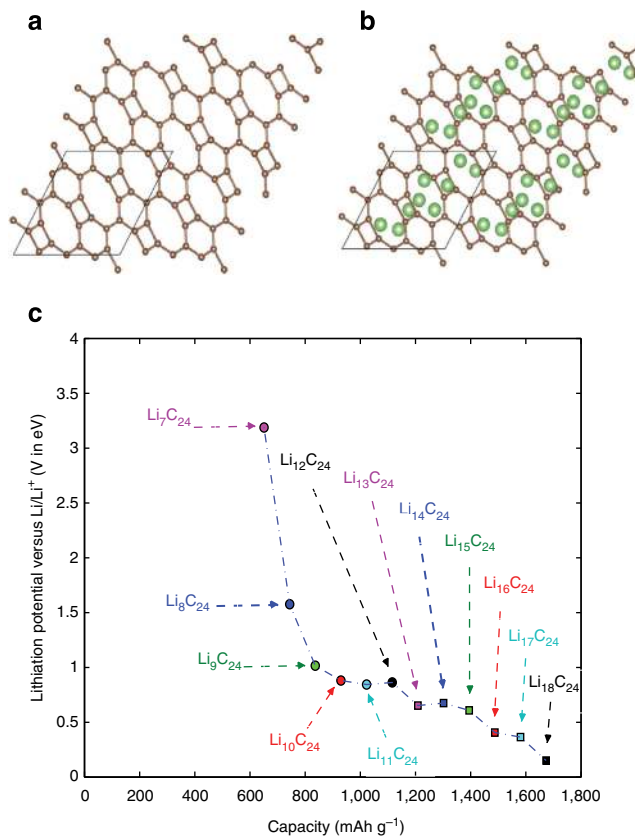 a
b
c
4
3.5
3
2.5
2
1.5
1
0.5
0
Lithiation potential versus Li/Li⁺ (V in eV)
Li₇C₂₄
Li₈C₂₄
Li₉C₂₄
Li₁₀C₂₄
Li₁₁C₂₄
Li₁₂C₂₄
Li₁₃C₂₄
Li₁₄C₂₄
Li₁₅C₂₄
Li₁₆C₂₄
Li₁₇C₂₄
Li₁₈C₂₄
0 200 400 600 800 1,000 1,200 1,400 1,600 1,800
Capacity (mAh g⁻¹)